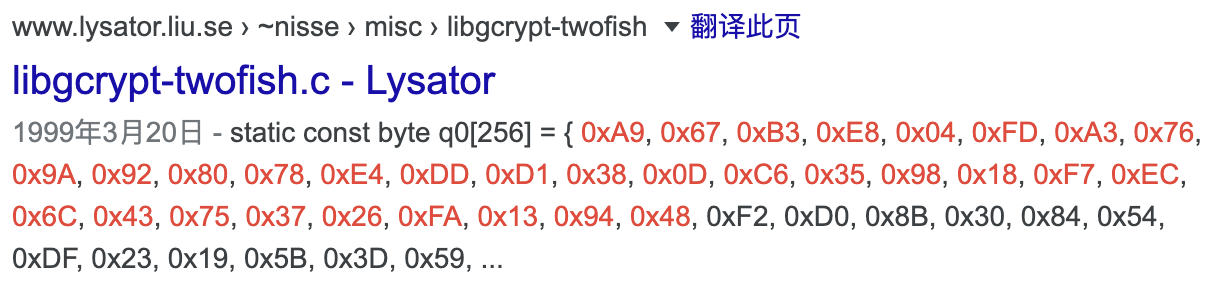 www.lysator.liu.se › ~nisse › misc › libgcrypt-twofish ▼ 翻译此页
libgcrypt-twofish.c - Lysator
1999年3月20日 - static const byte q0[256] = { 0xA9, 0x67, 0xB3, 0xE8, 0x04, 0xFD, 0xA3, 0x76,
0x9A, 0x92, 0x80, 0x78, 0xE4, 0xDD, 0xD1, 0x38, 0x0D, 0xC6, 0x35, 0x98, 0x18, 0xF7, 0xEC,
0x6C, 0x43, 0x75, 0x37, 0x26, 0xFA, 0x13, 0x94, 0x48, 0xF2, 0xD0, 0x8B, 0x30, 0x84, 0x54,
0xDF, 0x23, 0x19, 0x5B, 0x3D, 0x59, ...